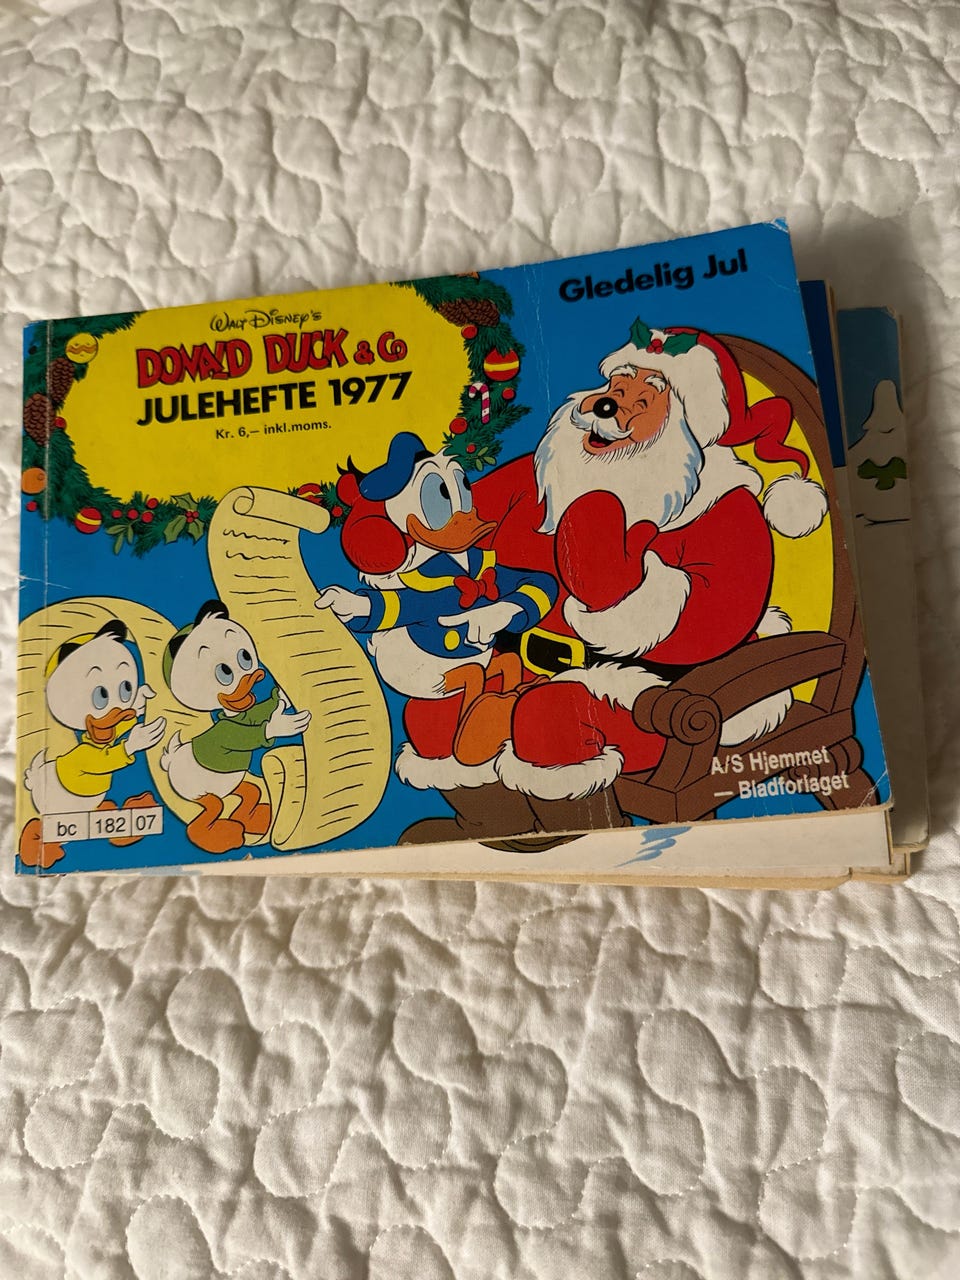 Gledelig Jul
WALT DISNEY'S
DONALD DUCK & CO
JULEHEFTE 1977
Kr. 6,— inkl.moms.
A/S Hjemmet
— Bladforlaget
bc 182 07